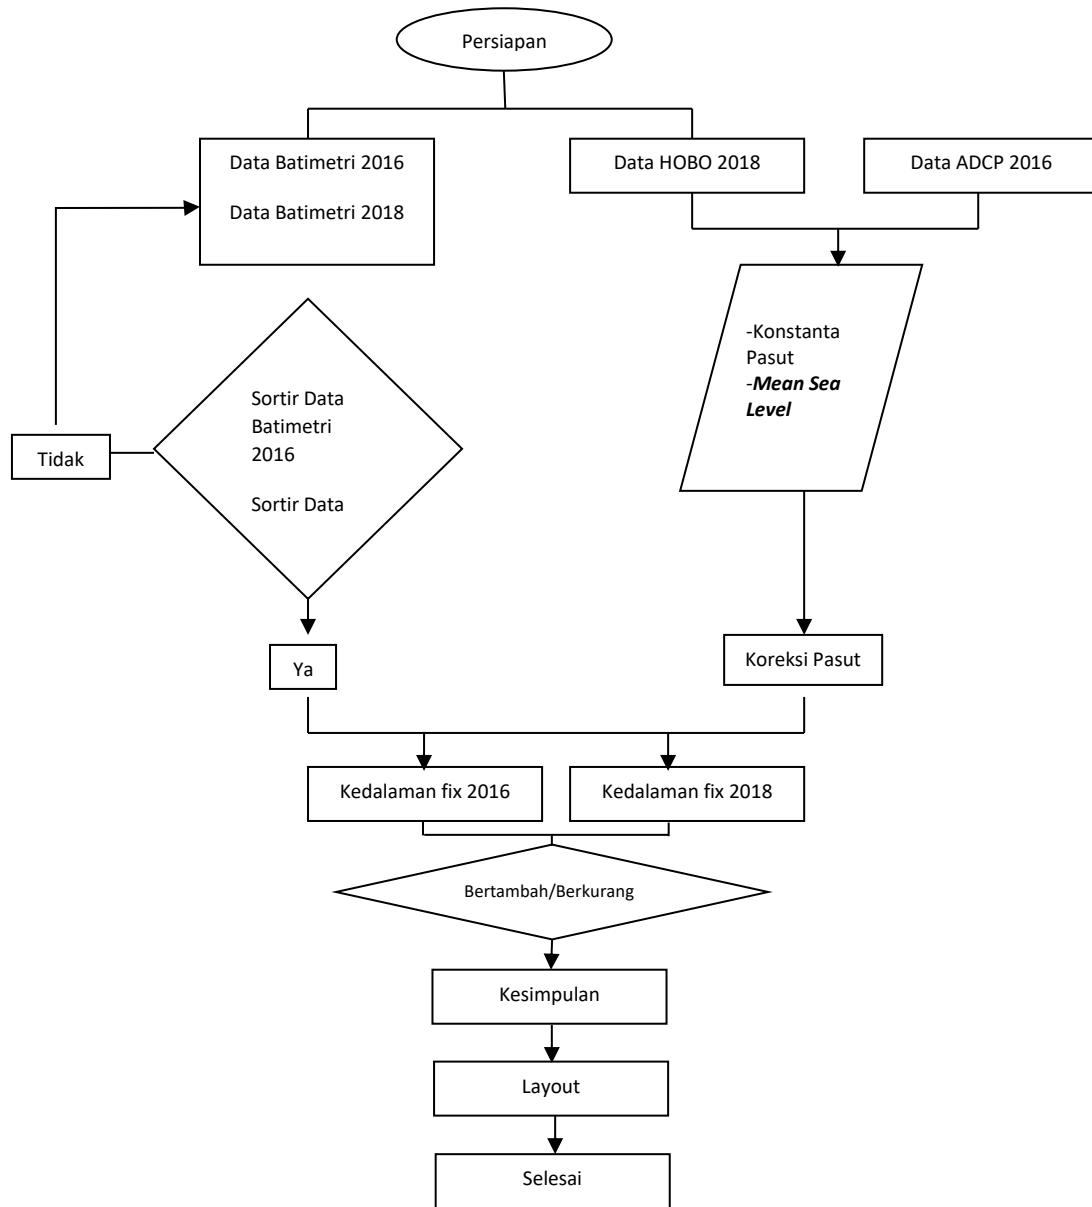 Persiapan
Data Batimetri 2016
Data Batimetri 2018
Data HOBO 2018
Data ADCP 2016
-Konstanta
Pasut
-Mean Sea
Level
Sortir Data
Batimetri
2016
Sortir Data
Tidak
Ya
Koreksi Pasut
Kedalaman fix 2016
Kedalaman fix 2018
Bertambah/Berkurang
Kesimpulan
Layout
Selesai